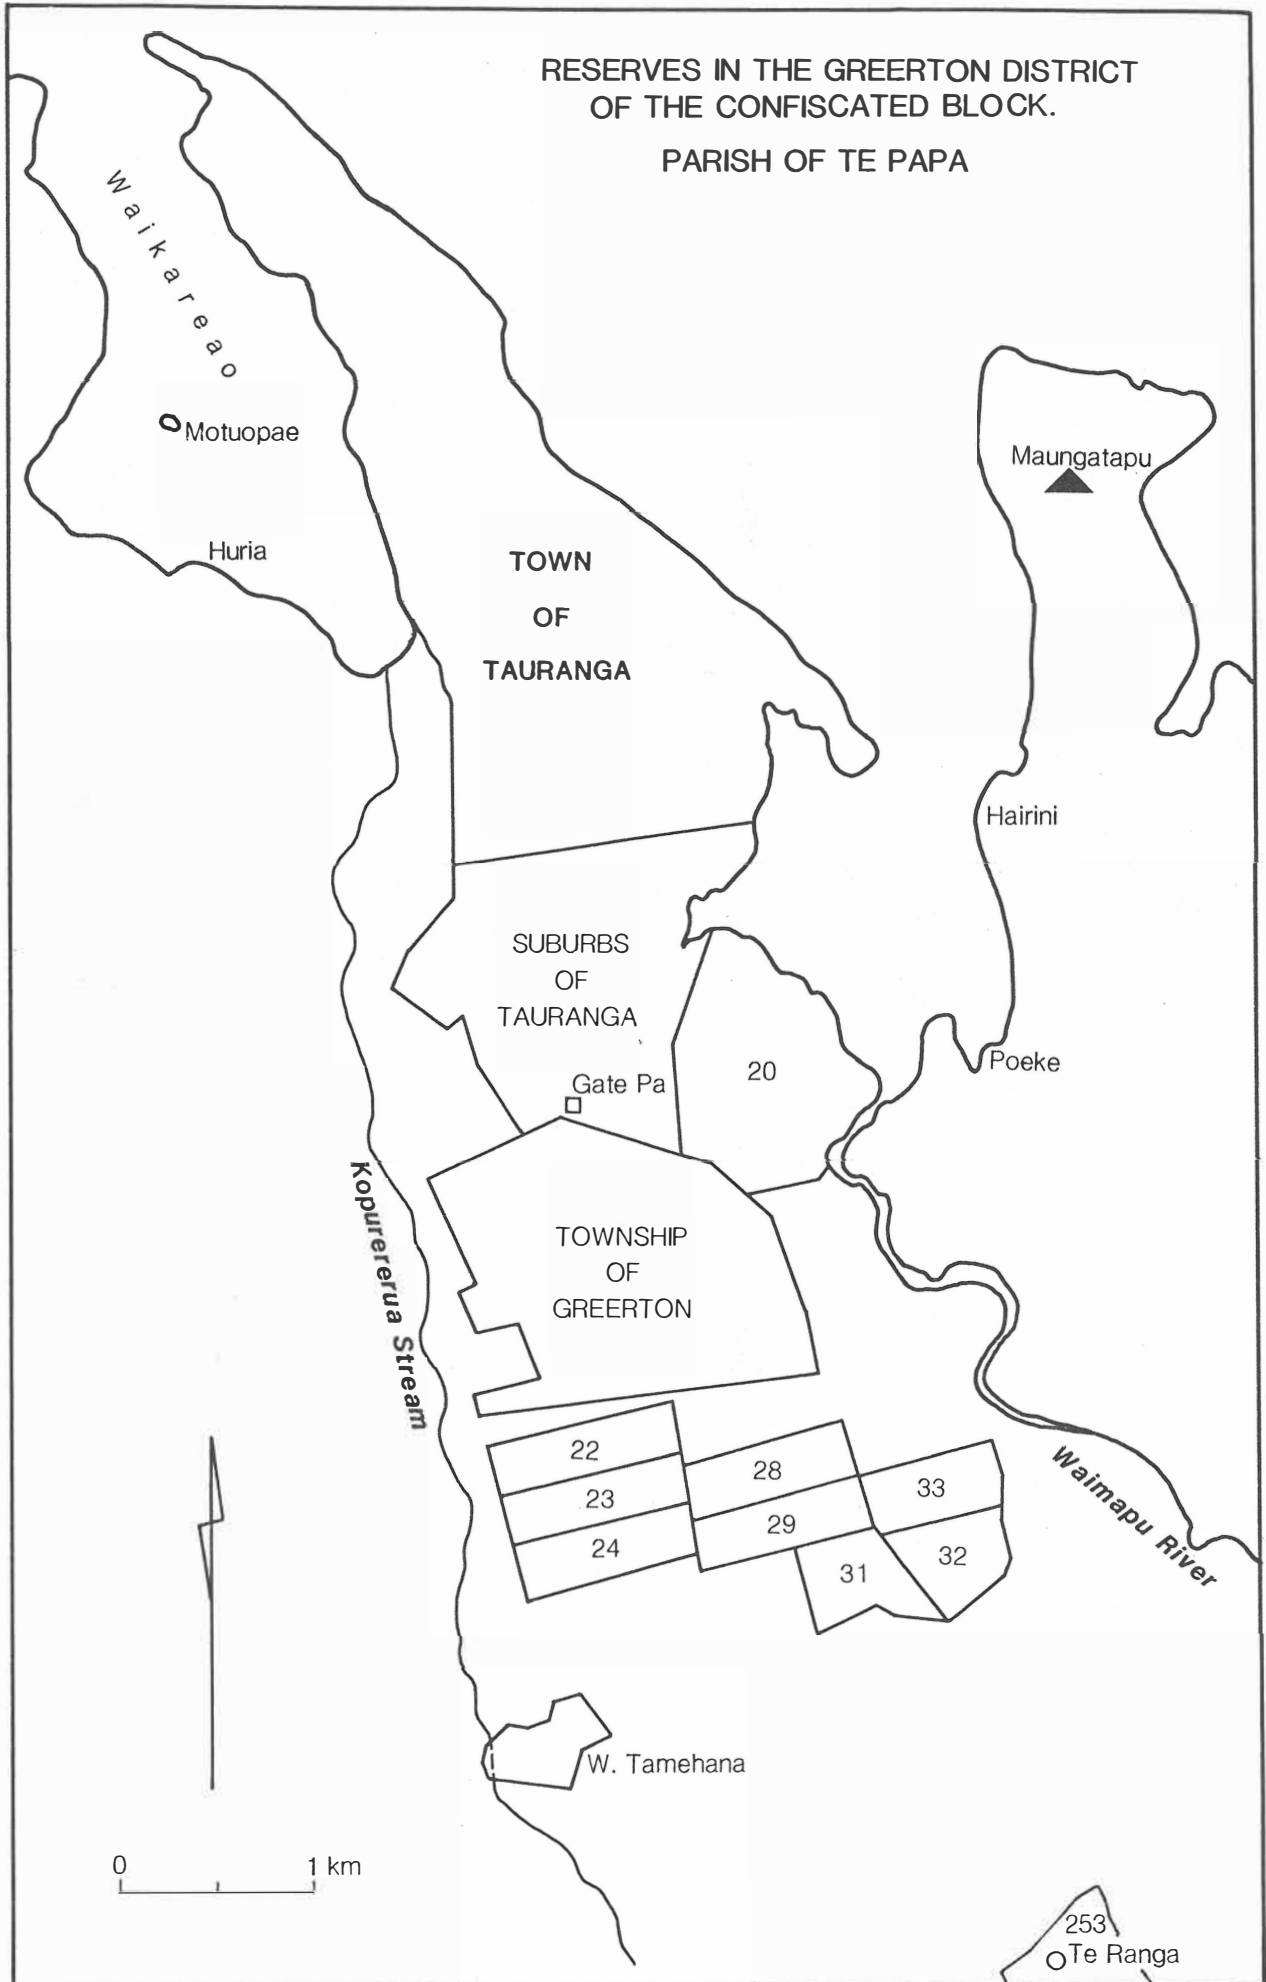 RESERVES IN THE GREERTON DISTRICT
OF THE CONFISCATED BLOCK.
PARISH OF TE PAPA
Waikareao
Motuopae
Maungatapu
Huria
TOWN
OF
TAURANGA
Hairini
SUBURBS
OF
TAURANGA
Gate Pa
20
Poeke
Kopurererua Stream
TOWNSHIP
OF
GREERTON
22
23
24
28
29
33
32
31
Waimapu River
W. Tamehana
0 1 km
253
Te Ranga